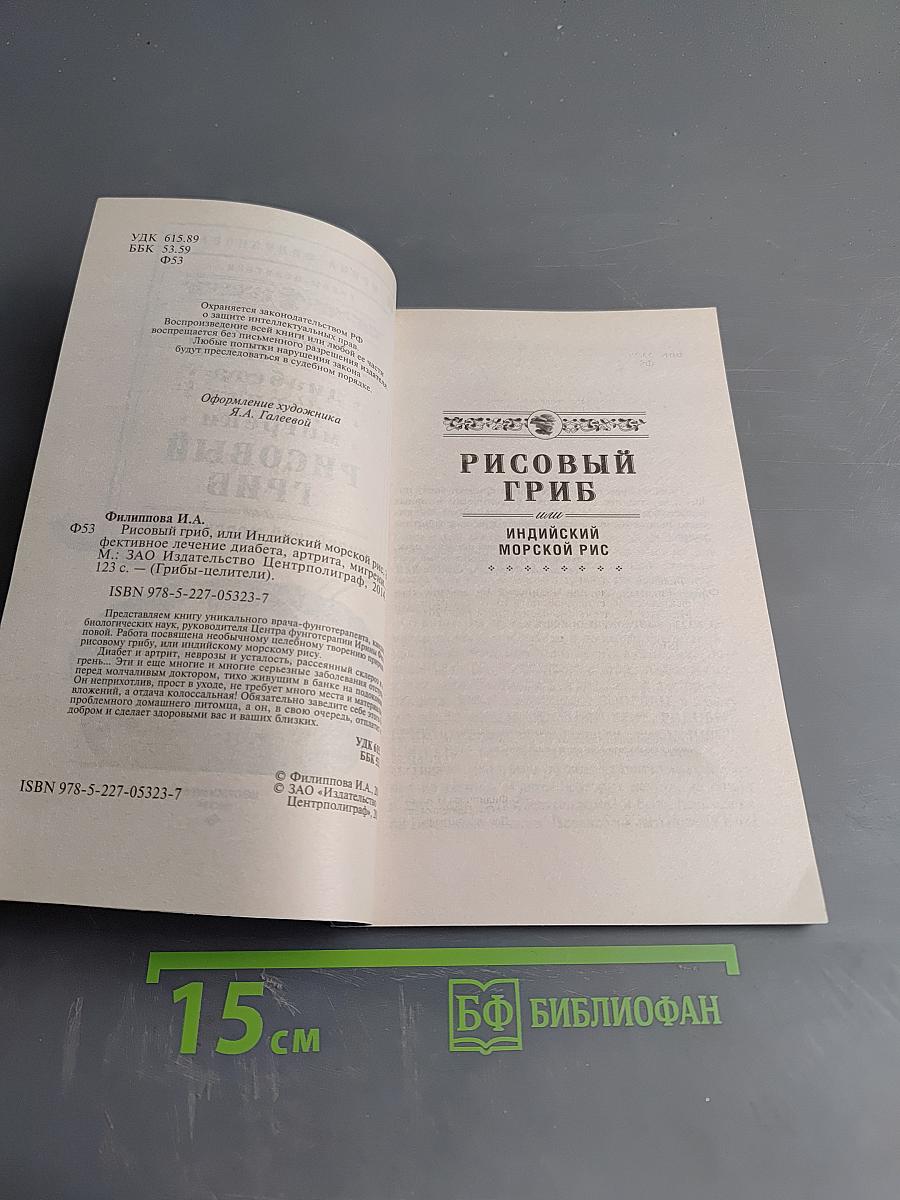 УДК 615.89
ББК 53.59
Ф53
Охраняется законодательством РФ
о защите интеллектуальных прав.
Воспроизведение всей книги или любой ее части
воспрещается без письменного разрешения издателя.
Любые попытки нарушения закона
будут преследоваться в судебном порядке.
Оформление художника
Я.А. Галеевой
Филиппова И.А.
Ф53 Рисовый гриб, или Индийский морской рис.
фективное лечение диабета, артрита, мигрени
М.: ЗАО Издательство Центрполиграф,
123 с. — (Грибы-целители).
ISBN 978-5-227-05323-7
Представляем книгу уникального врача-фунготерапевта,
биологических наук, руководителя Центра фунготерапии Ирины
повой. Работа посвящена необычному целебному творению природы
рисовому грибу, или индийскому морскому рису.
Диабет и артрит, неврозы и усталость, рассеянный склероз
грень... Эти и еще многие и многие серьезные заболевания
перед молчаливым доктором, тихо живущим в банке на
Он неприхотлив, прост в уходе, не требует много места и
вложений, а отдача колоссальная! Обязательно заведите себе
проблемного домашнего питомца, а он, в свою очередь,
добром и сделает здоровыми вас и ваших близких.
УДК
ББК
© Филиппова И.А.,
© ЗАО «Издательство
Центрполиграф»,
ISBN 978-5-227-05323-7
РИСОВЫЙ
ГРИБ
или
ИНДИЙСКИЙ
МОРСКОЙ РИС
15 см
БФ БИБЛИОФАН